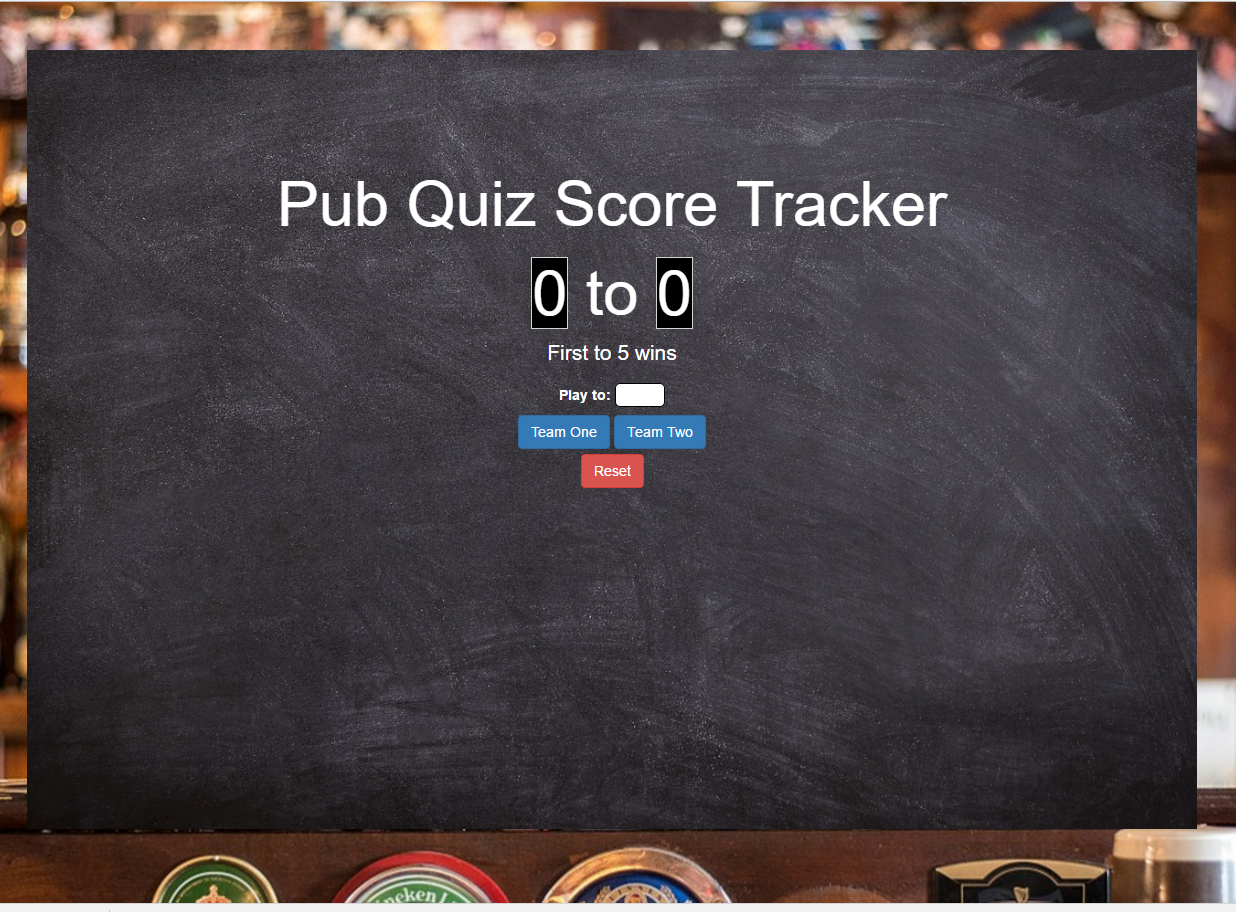 Pub Quiz Score Tracker
0 to 0
First to 5 wins
Play to:
Team One Team Two
Reset